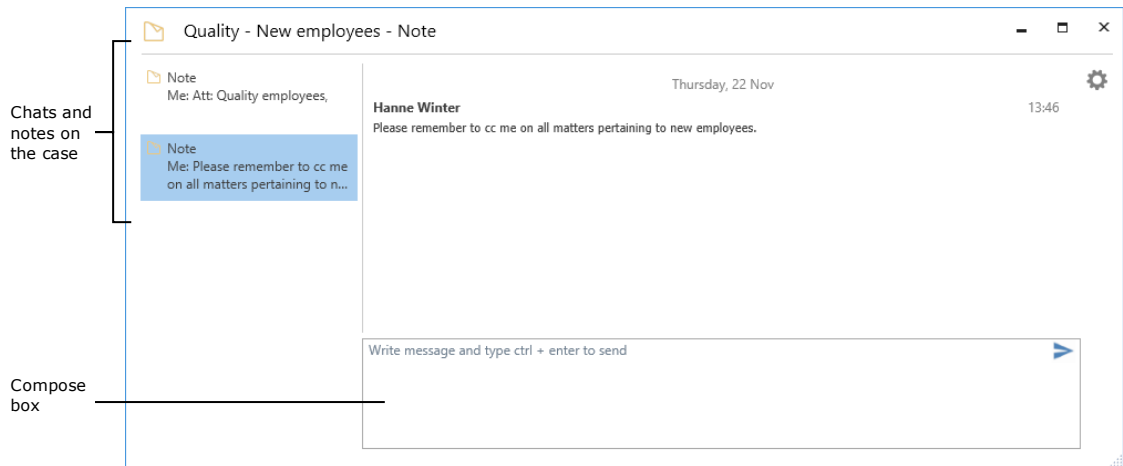 Quality - New employees - Note
Chats and
notes on
the case
Note
Me: Att: Quality employees,
Note
Me: Please remember to cc me
on all matters pertaining to n...
Thursday, 22 Nov
Hanne Winter 13:46
Please remember to cc me on all matters pertaining to new employees.
Write message and type ctrl + enter to send
Compose
box